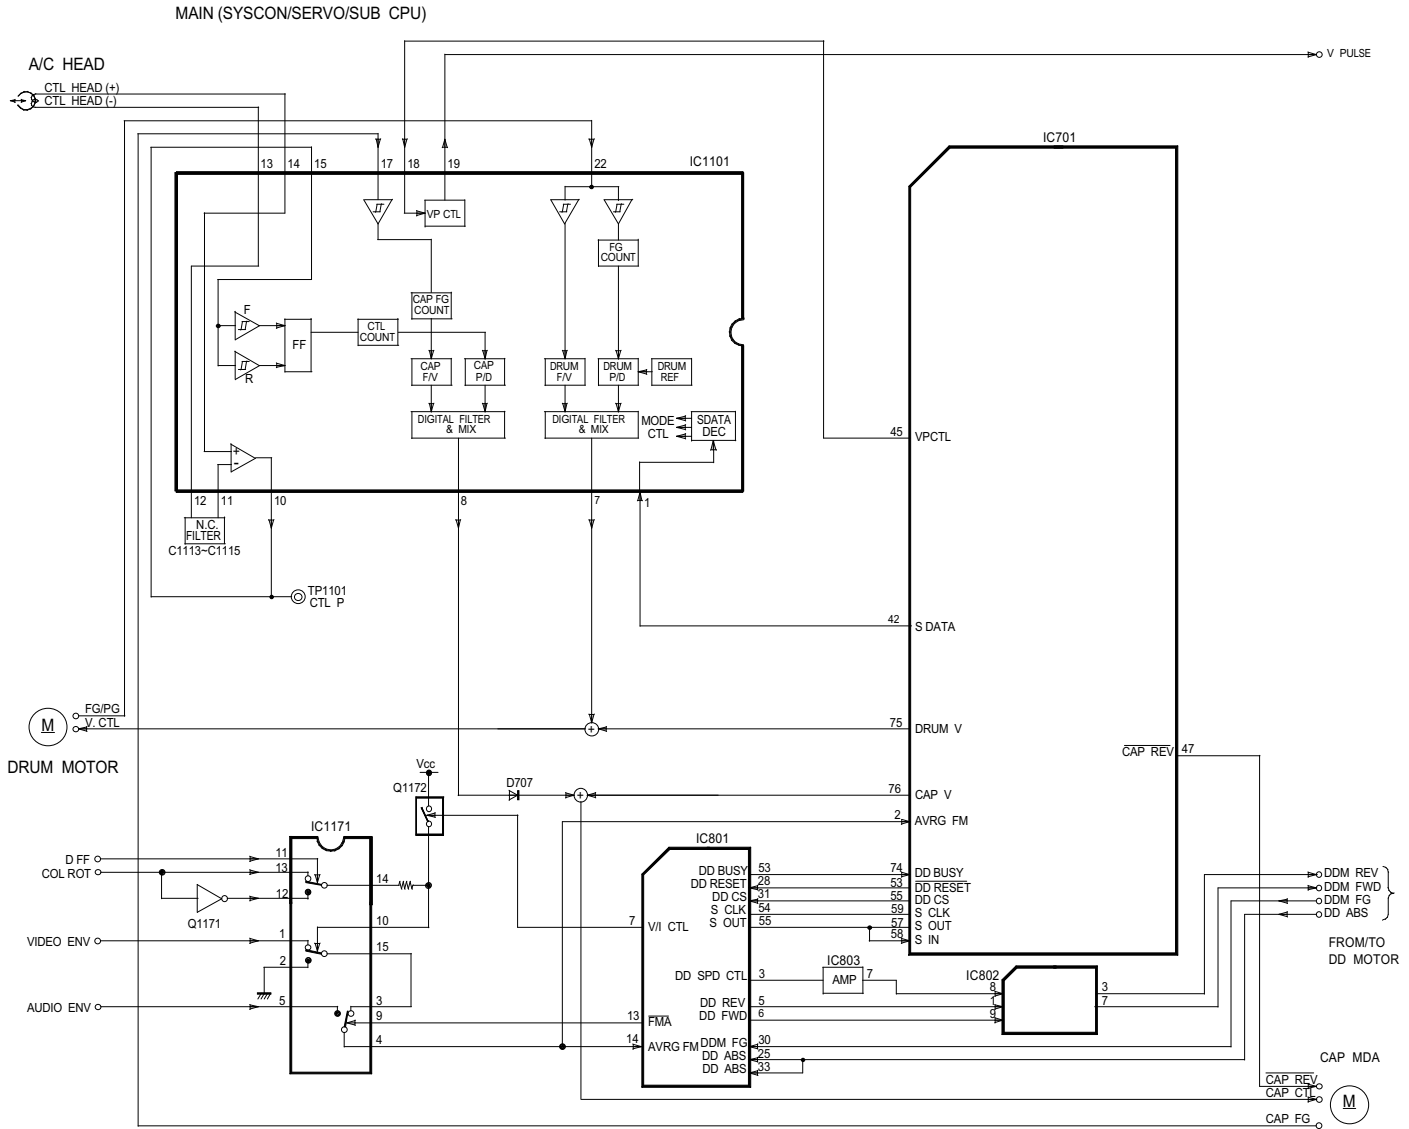 MAIN (SYSCON/SERVO/SUB CPU)
V PULSE
A/C HEAD
CTL HEAD (+)
CTL HEAD (-)
IC701
13 14 15 17 18 19 22 IC1101
VP CTL
FG
COUNT
CAP FG
COUNT
F
CTL
COUNT
FF
R
CAP
F/V
CAP
P/D
DRUM
F/V
DRUM
P/D
DRUM
REF
DIGITAL FILTER
& MIX
DIGITAL FILTER
& MIX
MODE
CTL
SDATA
DEC
45 VPCTL
+
-
12 11 10 8 7 1
N.C.
FILTER
C1113~C1115
TP1101
CTL P
42 S DATA
FG/PG
V. CTL
M
DRUM MOTOR
+
75 DRUM V
CAP REV 47
Vcc
Q1172
D707
+
76 CAP V
2 AVRG FM
IC1171
IC801
D FF 11
COL ROT 13
14
12
Q1171
10
VIDEO ENV 1
15
2
AUDIO ENV 5
3
9
4
7 V/I CTL
13 FMA
14 AVRG FM
DD BUSY 53
DD RESET 28
DD CS 31
S CLK 54
S OUT 55
DD SPD CTL 3
DD REV 5
DD FWD 6
DDM FG 30
DD ABS 25
DD ABS 33
74 DD BUSY
53 DD RESET
55 DD CS
59 S CLK
57 S OUT
58 S IN
IC803
AMP 7
IC802
8
1
9
3
7
DDM REV
DDM FWD
DDM FG
DD ABS
FROM/TO
DD MOTOR
CAP MDA
CAP REV
CAP CTL
M
CAP FG